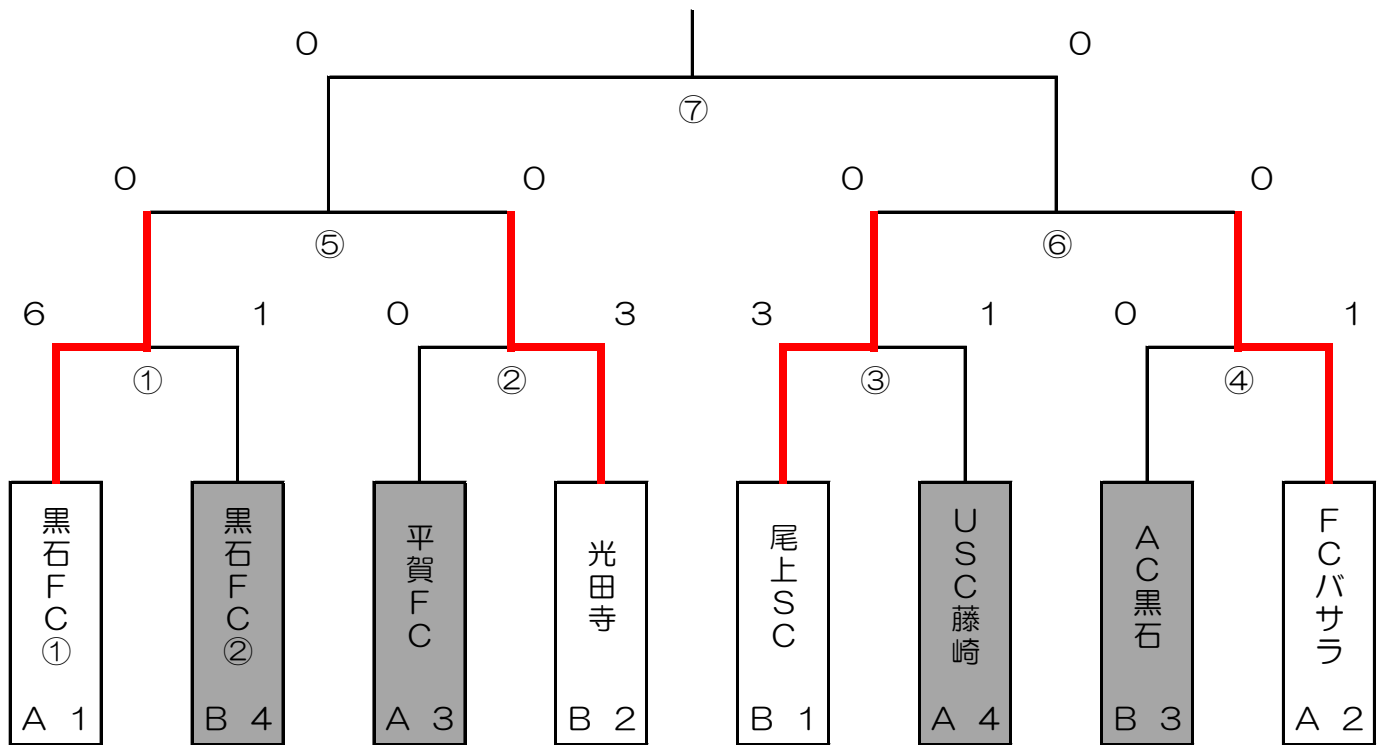 ０ ０
⑦
０ ０ ０ ０
⑤ ⑥
６ １ ０ ３ ３ １ ０ １
① ② ③ ④
黒石ＦＣ①
Ａ １
黒石ＦＣ②
Ｂ ４
平賀ＦＣ
Ａ ３
光田寺
Ｂ ２
尾上ＳＣ
Ｂ １
ＵＳＣ藤崎
Ａ ４
ＡＣ黒石
Ｂ ３
ＦＣバサラ
Ａ ２